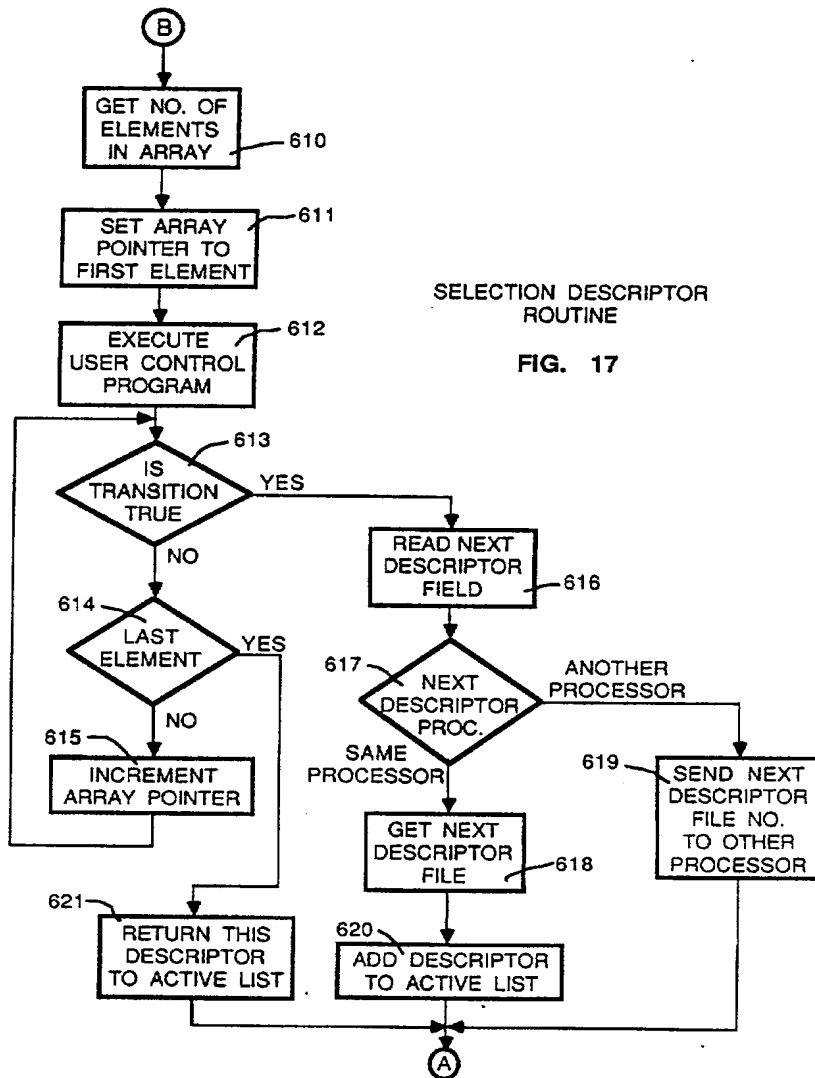 B
GET NO. OF
ELEMENTS
IN ARRAY
610
SET ARRAY
POINTER TO
FIRST ELEMENT
611
SELECTION DESCRIPTOR
ROUTINE
FIG. 17
EXECUTE
USER CONTROL
PROGRAM
612
IS
TRANSITION
TRUE
613
YES
NO
READ NEXT
DESCRIPTOR
FIELD
616
614
LAST
ELEMENT
YES
NO
617
NEXT
DESCRIPTOR
PROC.
ANOTHER
PROCESSOR
SAME
PROCESSOR
615
INCREMENT
ARRAY POINTER
619
SEND NEXT
DESCRIPTOR
FILE NO.
TO OTHER
PROCESSOR
GET NEXT
DESCRIPTOR
FILE
618
621
RETURN THIS
DESCRIPTOR
TO ACTIVE LIST
620
ADD DESCRIPTOR
TO ACTIVE LIST
A